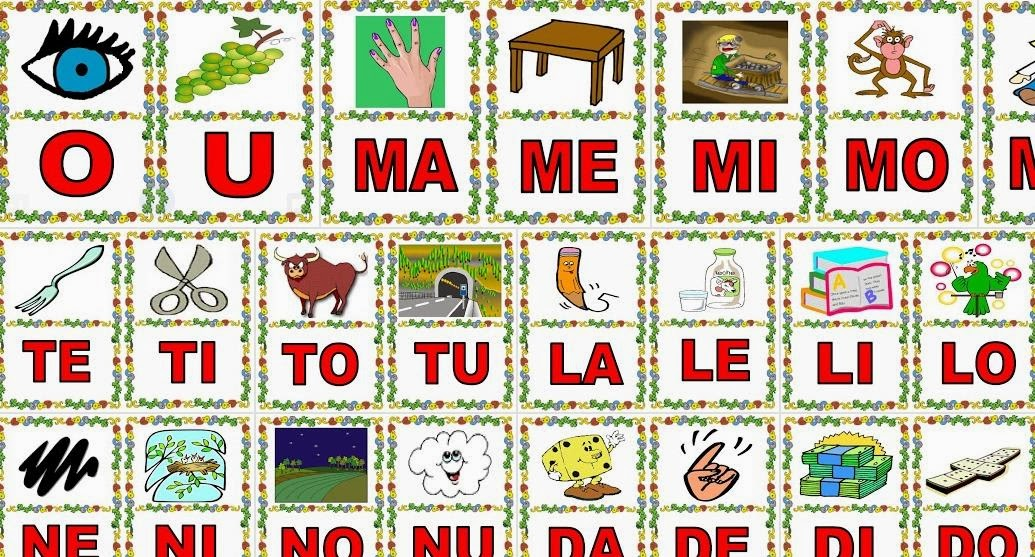 O U MA ME MI MO M
TE TI TO TU LA LE LI LO
NE NI NO NU DA DE DI DO